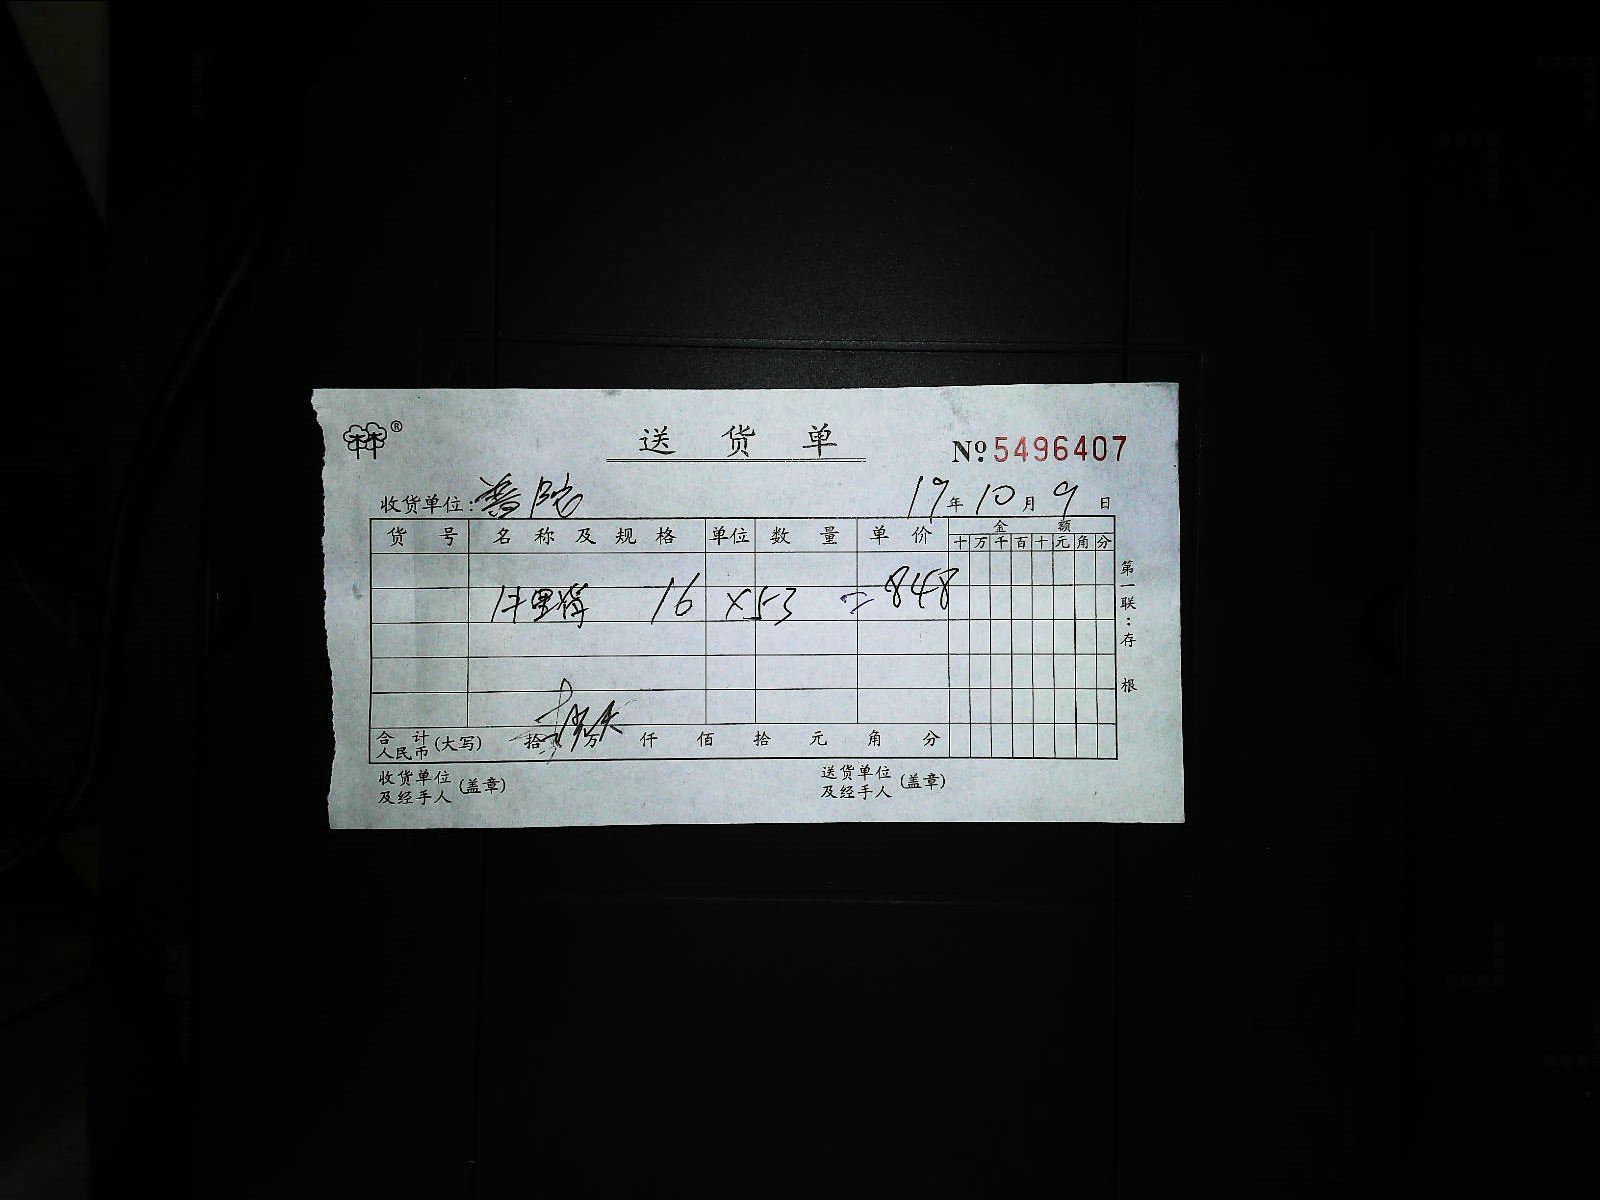 送货单 № 5496407
收货单位: 普陀 17年10月9日
货号 名称及规格 单位 数量 单价 金额
十万千百十元角分
16 x53 = 848
合计人民币(大写) 拾 万 仟 佰 拾 元 角 分
收货单位及经手人(盖章) 送货单位及经手人(盖章)
第一联:存根